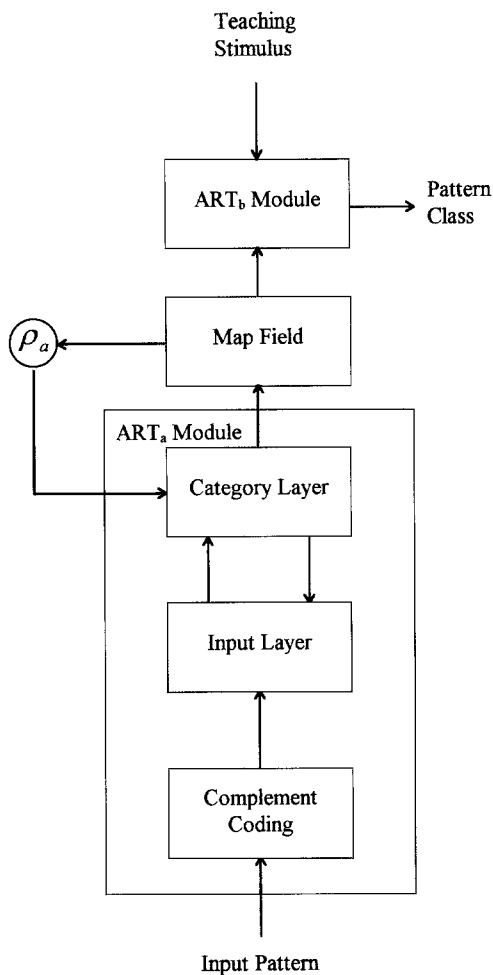 Teaching
Stimulus
ARTb Module
Pattern
Class
Map Field
ρa
ARTa Module
Category Layer
Input Layer
Complement
Coding
Input Pattern